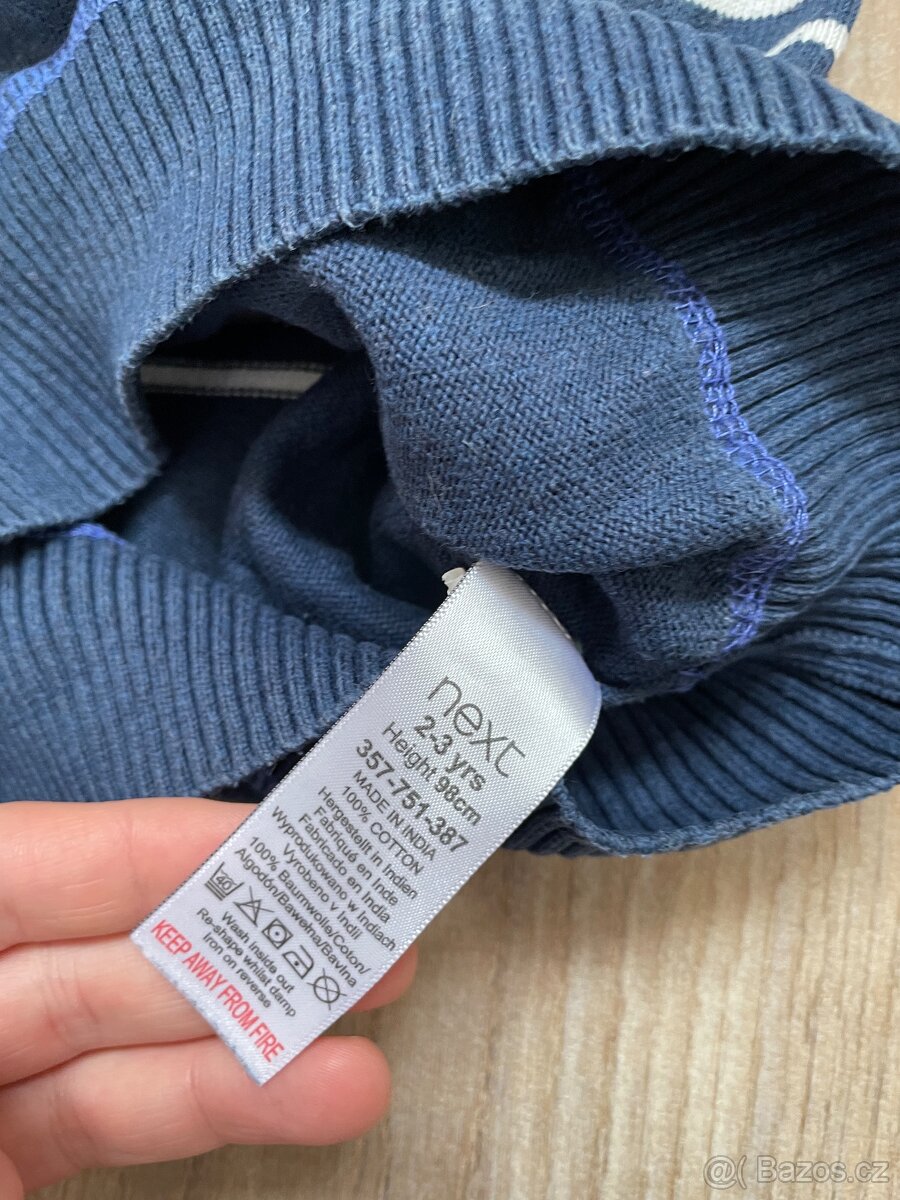 next
2-3 yrs
Height 98cm
357-751-387
MADE IN INDIA
100% COTTON
Hergestellt in Indien
Fabriqué en Inde
Fabricado en India
Wyprodukowano w Indiach
Vyrobeno v Indii
100% Baumwolle/Coton/
Algodón/Bawełna/Bavlna
40
Wash inside out
Re-shape whilst damp
Iron on reverse
KEEP AWAY FROM FIRE
@( Bazos.cz